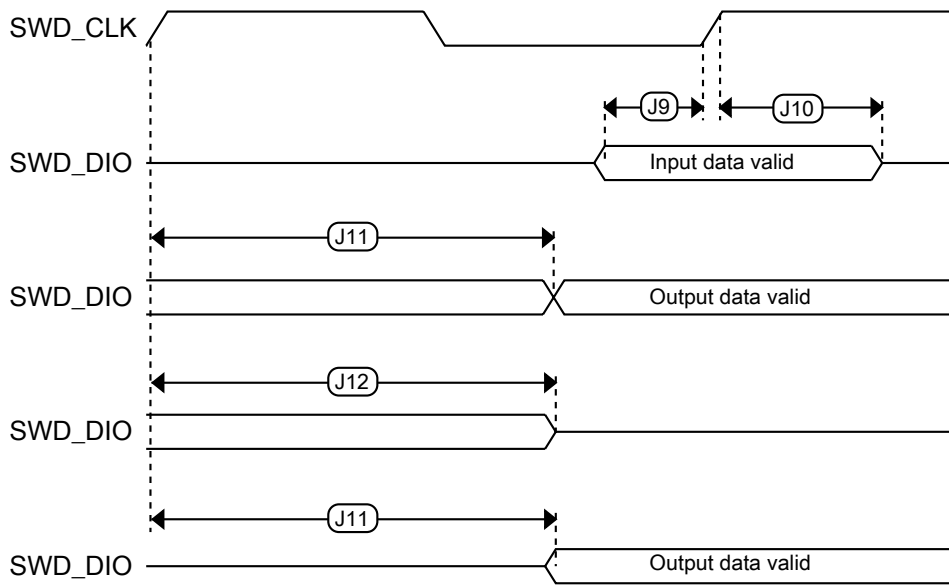 SWD_CLK
J9
J10
SWD_DIO
Input data valid
J11
SWD_DIO
Output data valid
J12
SWD_DIO
J11
SWD_DIO
Output data valid